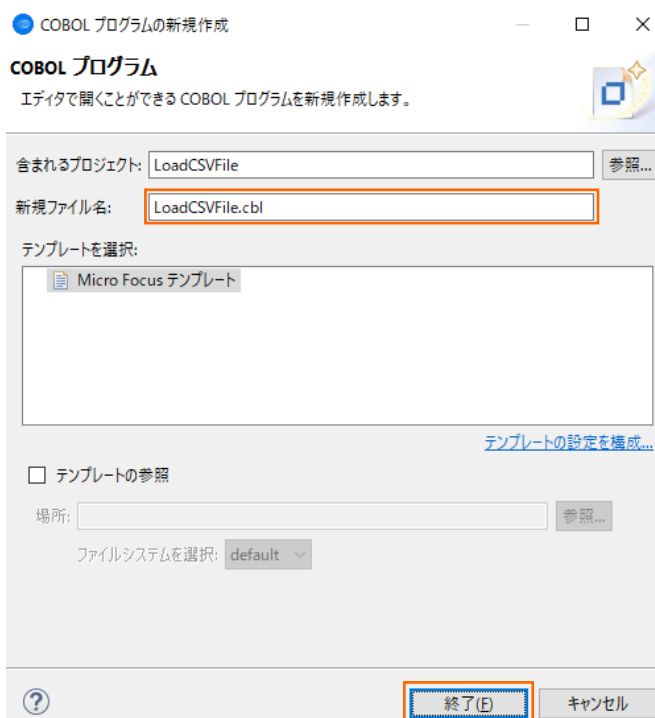 COBOL プログラムの新規作成
COBOL プログラム
エディタで開くことができる COBOL プログラムを新規作成します。
含まれるプロジェクト: LoadCSVFile 参照...
新規ファイル名: LoadCSVFile.cbl
テンプレートを選択:
Micro Focus テンプレート
テンプレートの設定を構成...
テンプレートの参照
場所: 参照...
ファイルシステムを選択: default
終了(F) キャンセル